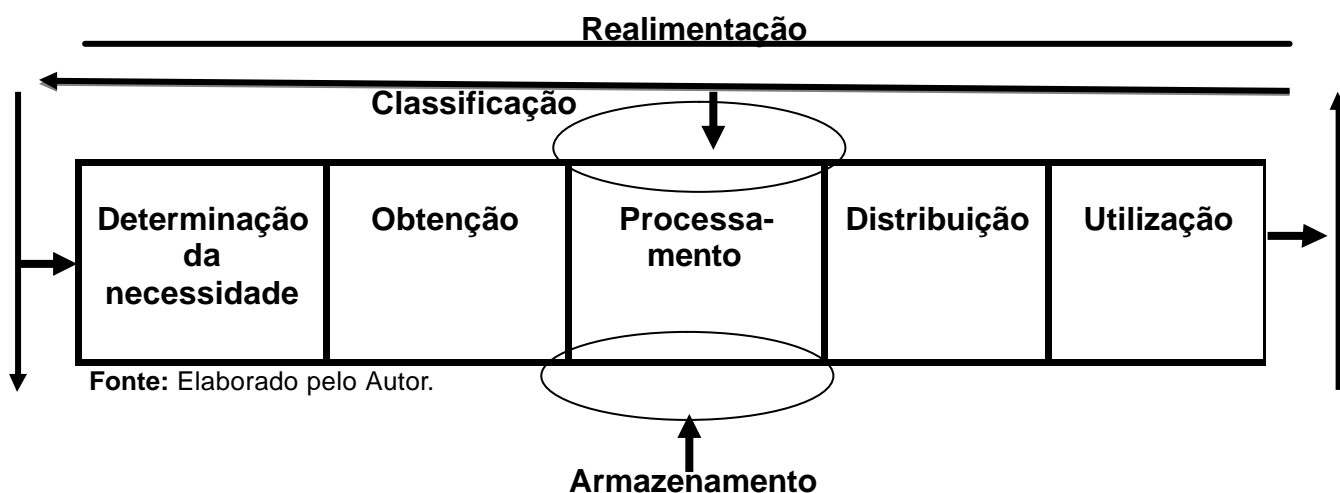 Realimentação
Classificação
Determinação
da
necessidade
Obtenção
Processa-
mento
Distribuição
Utilização
Fonte: Elaborado pelo Autor.
Armazenamento